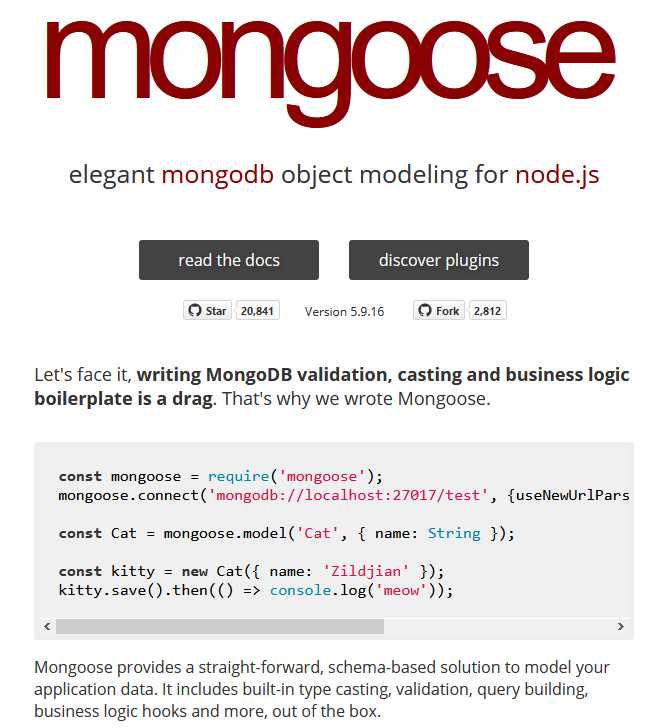 mongoose
elegant mongodb object modeling for node.js
read the docs discover plugins
Star 20,841 Version 5.9.16 Fork 2,812
Let's face it, writing MongoDB validation, casting and business logic
boilerplate is a drag. That's why we wrote Mongoose.
const mongoose = require('mongoose');
mongoose.connect('mongodb://localhost:27017/test', {useNewUrlPars
const Cat = mongoose.model('Cat', { name: String });
const kitty = new Cat({ name: 'Zildjian' });
kitty.save().then(() => console.log('meow'));
Mongoose provides a straight-forward, schema-based solution to model your
application data. It includes built-in type casting, validation, query building,
business logic hooks and more, out of the box.